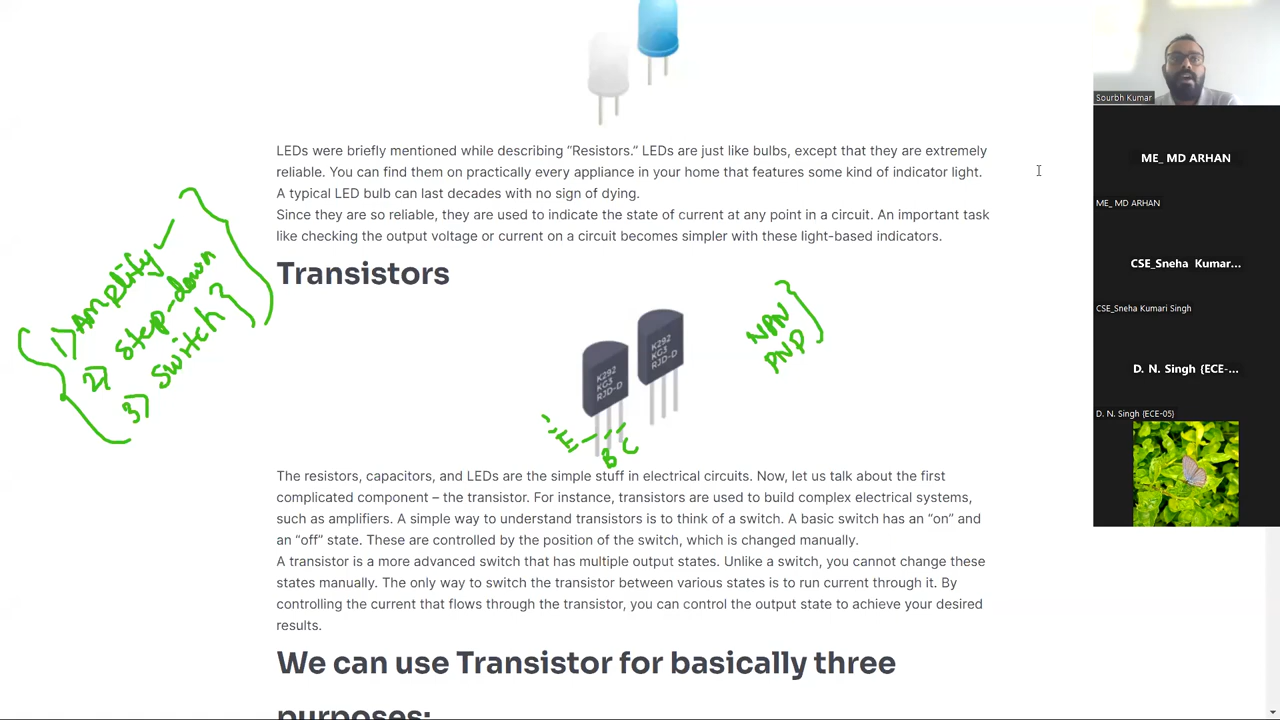 LEDs were briefly mentioned while describing “Resistors.” LEDs are just like bulbs, except that they are extremely
reliable. You can find them on practically every appliance in your home that features some kind of indicator light.
A typical LED bulb can last decades with no sign of dying.
Since they are so reliable, they are used to indicate the state of current at any point in a circuit. An important task
like checking the output voltage or current on a circuit becomes simpler with these light-based indicators.
Transistors
1) Amplify
2) Step-down
3) Switch
K292
KG3
RJD-D
K292
KG3
RJD-D
E
B
C
NPN
PNP
The resistors, capacitors, and LEDs are the simple stuff in electrical circuits. Now, let us talk about the first
complicated component – the transistor. For instance, transistors are used to build complex electrical systems,
such as amplifiers. A simple way to understand transistors is to think of a switch. A basic switch has an “on” and
an “off” state. These are controlled by the position of the switch, which is changed manually.
A transistor is a more advanced switch that has multiple output states. Unlike a switch, you cannot change these
states manually. The only way to switch the transistor between various states is to run current through it. By
controlling the current that flows through the transistor, you can control the output state to achieve your desired
results.
We can use Transistor for basically three
purposes:
Sourbh Kumar
ME_ MD ARHAN
ME_ MD ARHAN
CSE_Sneha Kumar...
CSE_Sneha Kumari Singh
D. N. Singh {ECE-...
D. N. Singh {ECE-05}